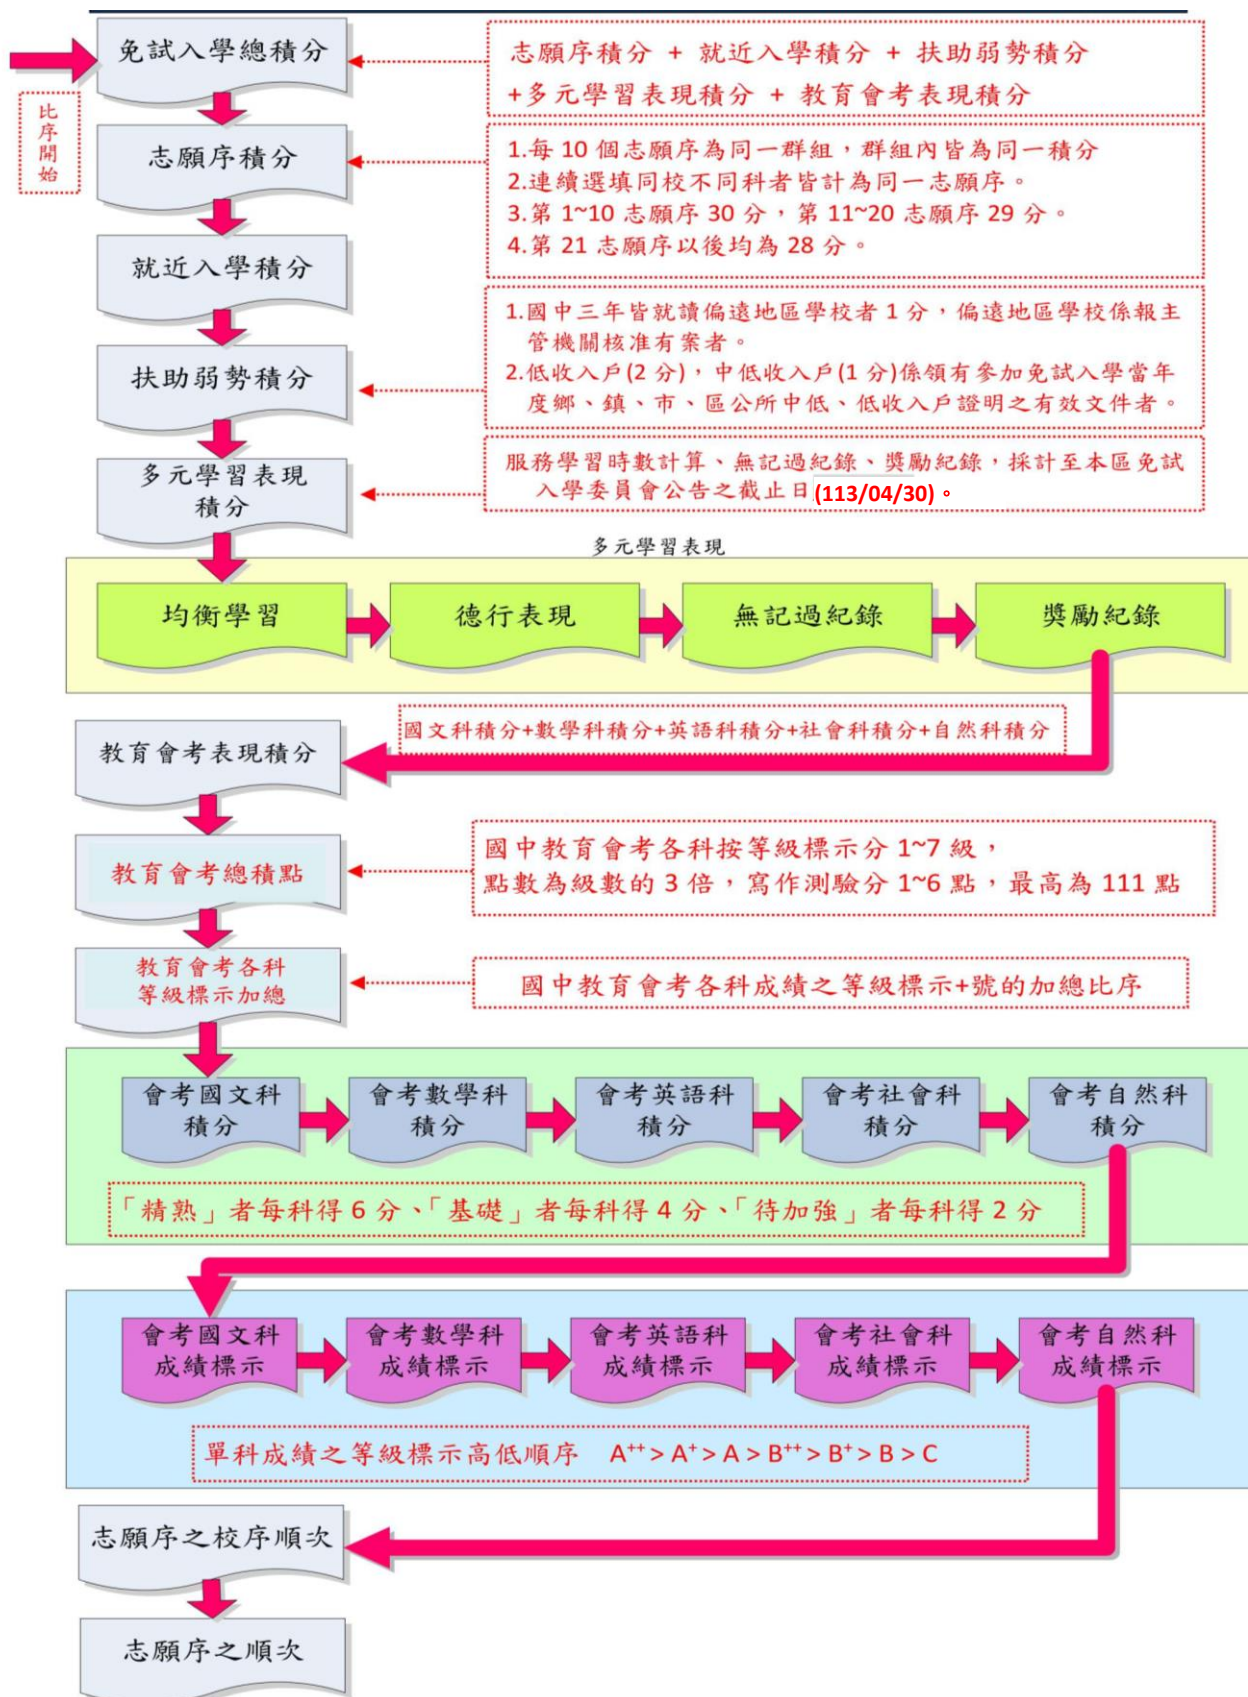 免試入學總積分
志願序積分 + 就近入學積分 + 扶助弱勢積分
+多元學習表現積分 + 教育會考表現積分
比序開始
志願序積分
1.每 10 個志願序為同一群組，群組內皆為同一積分
2.連續選填同校不同科者皆計為同一志願序。
3.第 1~10 志願序 30 分，第 11~20 志願序 29 分。
4.第 21 志願序以後均為 28 分。
就近入學積分
扶助弱勢積分
1.國中三年皆就讀偏遠地區學校者 1 分，偏遠地區學校係報主
管機關核准有案者。
2.低收入戶(2 分)，中低收入戶(1 分)係領有參加免試入學當年
度鄉、鎮、市、區公所中低、低收入戶證明之有效文件者。
多元學習表現
積分
服務學習時數計算、無記過紀錄、獎勵紀錄，採計至本區免試
入學委員會公告之截止日(113/04/30)。
多元學習表現
均衡學習
德行表現
無記過紀錄
獎勵紀錄
國文科積分+數學科積分+英語科積分+社會科積分+自然科積分
教育會考表現積分
教育會考總積點
國中教育會考各科按等級標示分 1~7 級，
點數為級數的 3 倍，寫作測驗分 1~6 點，最高為 111 點
教育會考各科
等級標示加總
國中教育會考各科成績之等級標示+號的加總比序
會考國文科
積分
會考數學科
積分
會考英語科
積分
會考社會科
積分
會考自然科
積分
「精熟」者每科得 6 分、「基礎」者每科得 4 分、「待加強」者每科得 2 分
會考國文科
成績標示
會考數學科
成績標示
會考英語科
成績標示
會考社會科
成績標示
會考自然科
成績標示
單科成績之等級標示高低順序 A⁺⁺ > A⁺ > A > B⁺⁺ > B⁺ > B > C
志願序之校序順次
志願序之順次